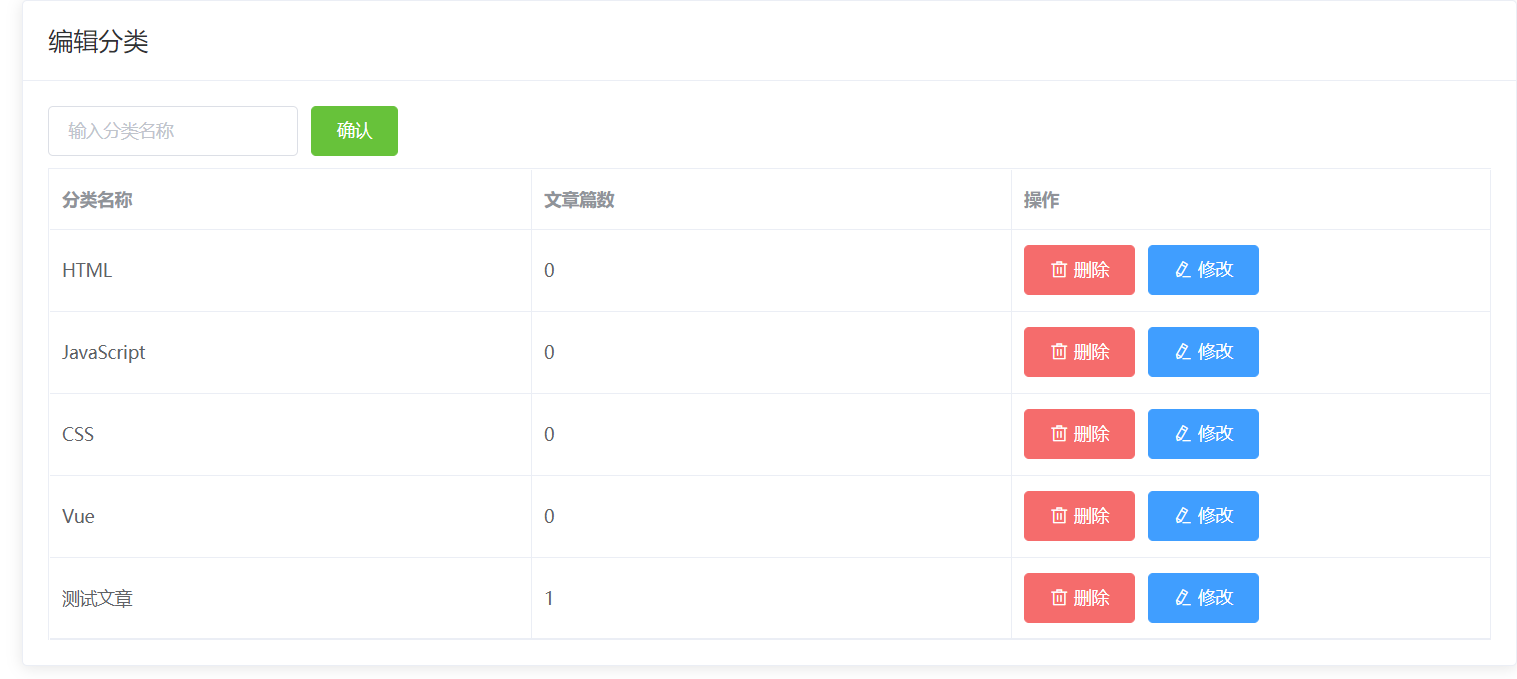 编辑分类
输入分类名称 确认
分类名称 文章篇数 操作
HTML 0 删除 修改
JavaScript 0 删除 修改
CSS 0 删除 修改
Vue 0 删除 修改
测试文章 1 删除 修改